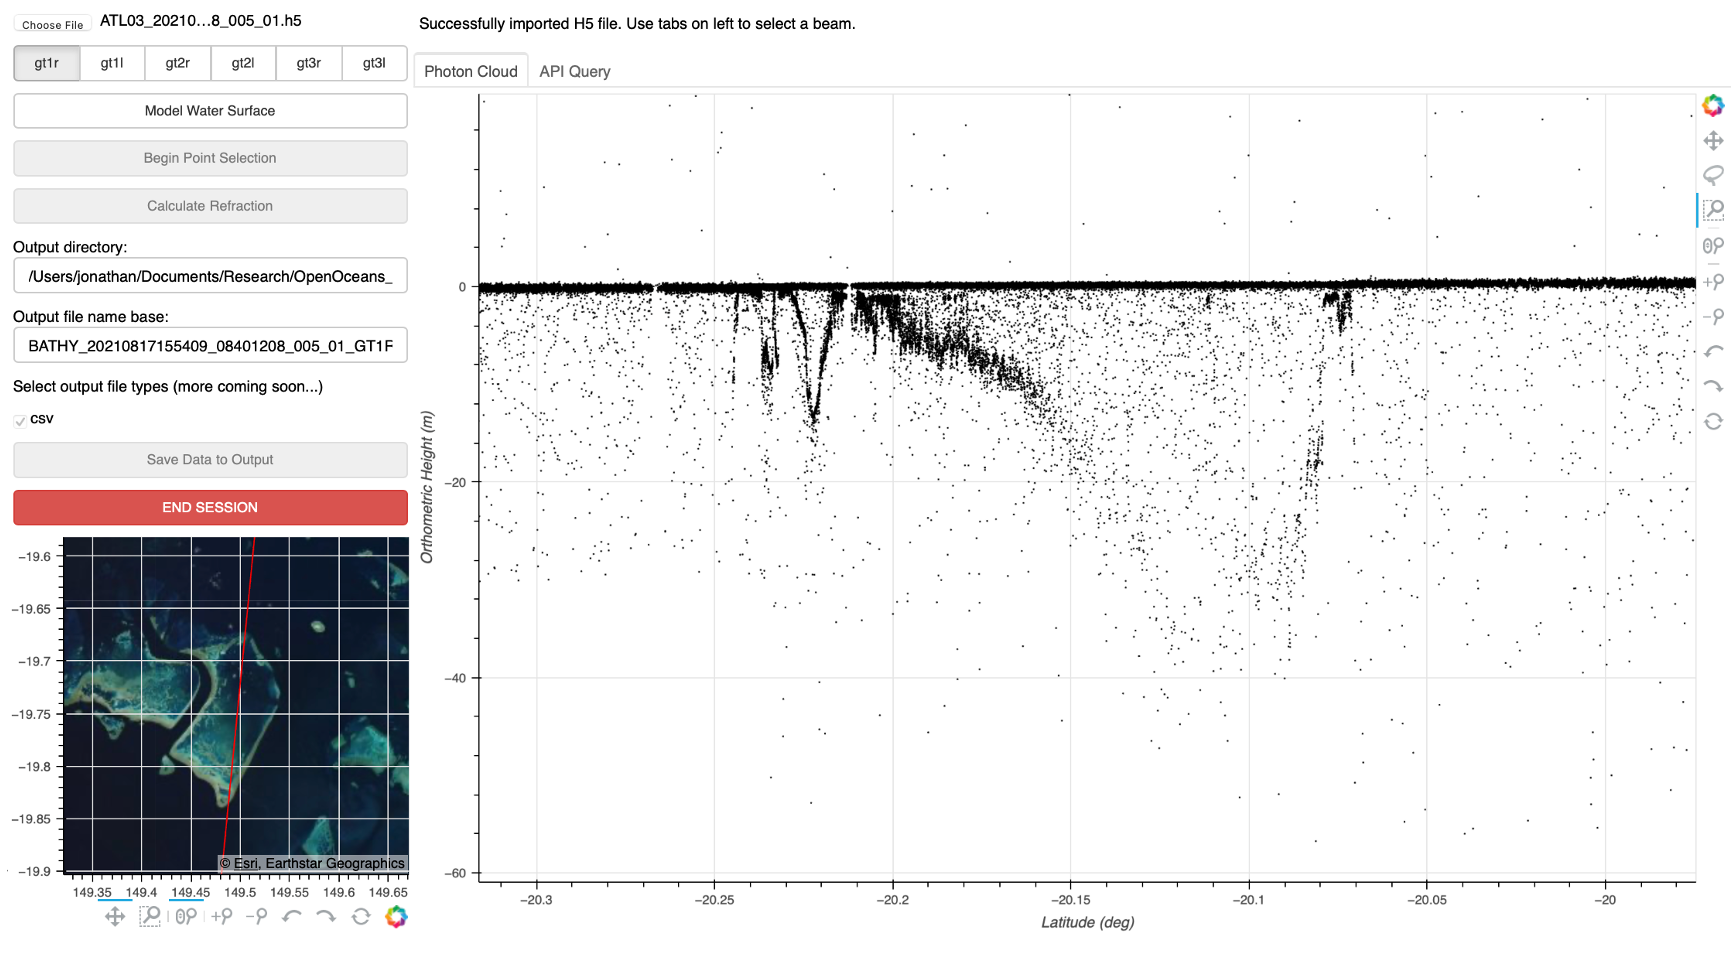 Choose File ATL03_20210...8_005_01.h5
Successfully imported H5 file. Use tabs on left to select a beam.
gt1r gt1l gt2r gt2l gt3r gt3l
Photon Cloud API Query
Model Water Surface
Begin Point Selection
Calculate Refraction
Output directory:
/Users/jonathan/Documents/Research/OpenOceans_
Output file name base:
BATHY_20210817155409_08401208_005_01_GT1F
Select output file types (more coming soon...)
CSV
Save Data to Output
END SESSION
−19.6
−19.65
−19.7
−19.75
−19.8
−19.85
−19.9
© Esri, Earthstar Geographics
149.35 149.4 149.45 149.5 149.55 149.6 149.65
Orthometric Height (m)
0
−20
−40
−60
−20.3 −20.25 −20.2 −20.15 −20.1 −20.05 −20
Latitude (deg)